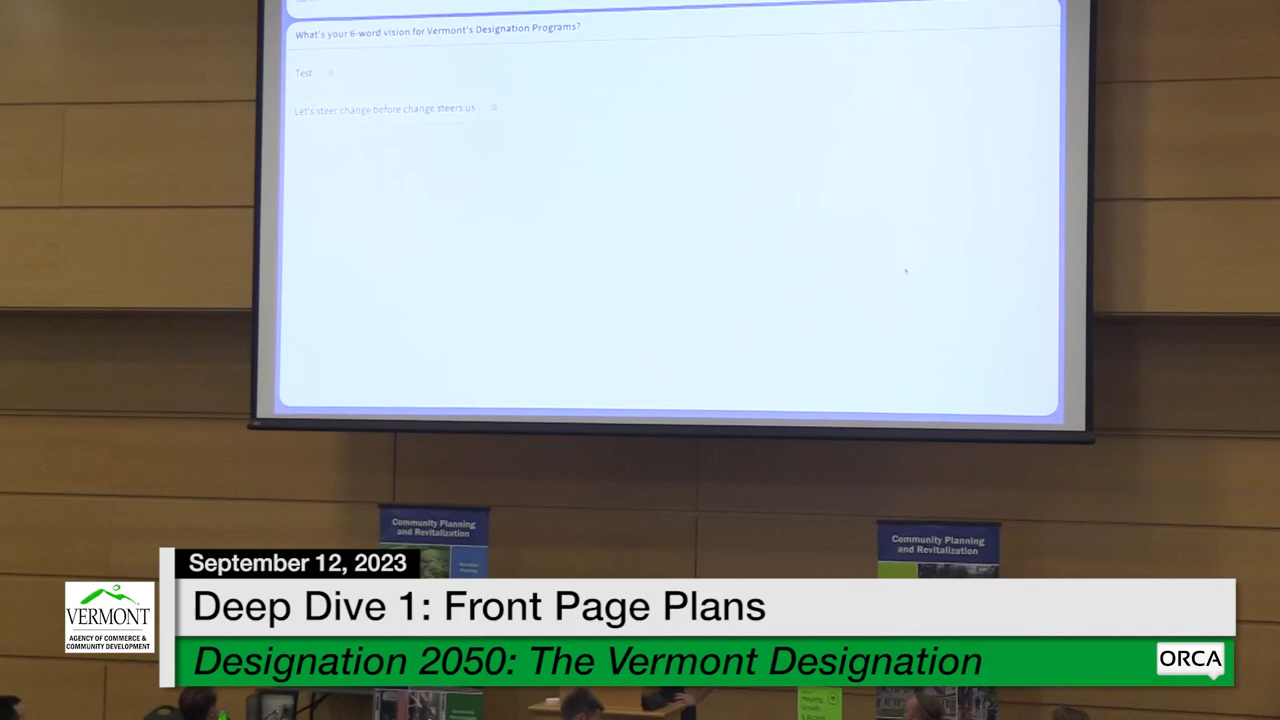 What's your 6-word vision for Vermont's Designation Programs?
Test
Let's steer change before change steers us
Community Planning
and Revitalization
Community Planning
and Revitalization
September 12, 2023
Deep Dive 1: Front Page Plans
Designation 2050: The Vermont Designation
VERMONT
AGENCY OF COMMERCE &
COMMUNITY DEVELOPMENT
ORCA
Housing
Growth